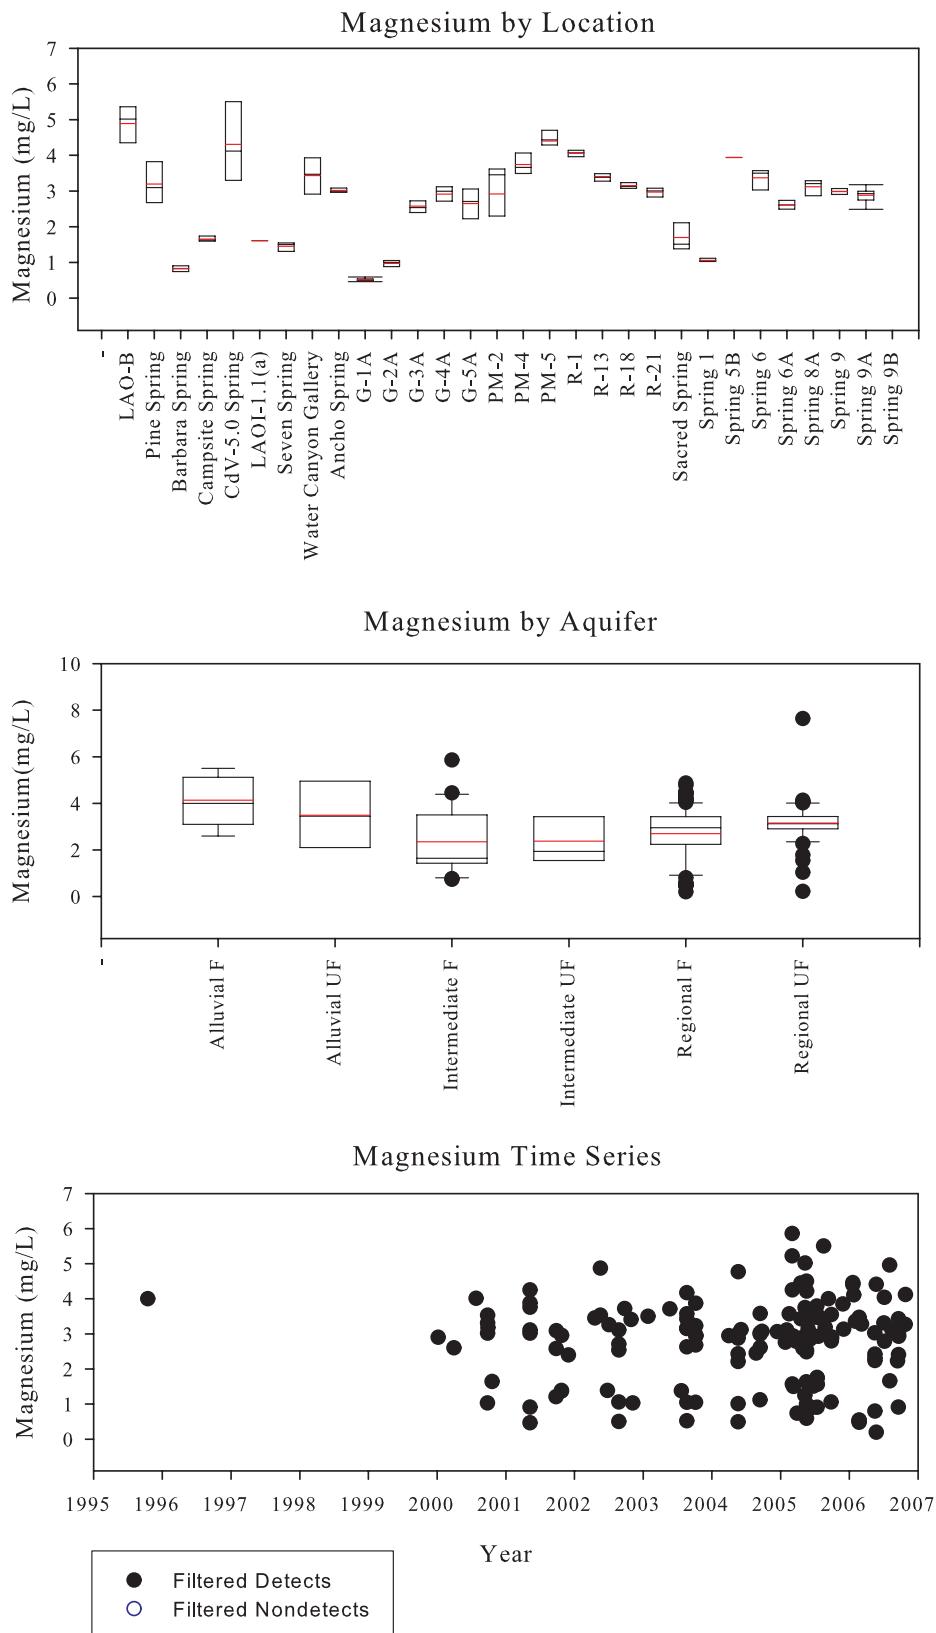 Magnesium by Location
Magnesium (mg/L)
7
6
5
4
3
2
1
0
-
LAO-B
Pine Spring
Barbara Spring
Campsite Spring
CdV-5.0 Spring
LAOI-1.1(a)
Seven Spring
Water Canyon Gallery
Ancho Spring
G-1A
G-2A
G-3A
G-4A
G-5A
PM-2
PM-4
PM-5
R-1
R-13
R-18
R-21
Sacred Spring
Spring 1
Spring 5B
Spring 6
Spring 6A
Spring 8A
Spring 9
Spring 9A
Spring 9B
Magnesium by Aquifer
Magnesium(mg/L)
10
8
6
4
2
0
-
Alluvial F
Alluvial UF
Intermediate F
Intermediate UF
Regional F
Regional UF
Magnesium Time Series
Magnesium (mg/L)
7
6
5
4
3
2
1
0
1995 1996 1997 1998 1999 2000 2001 2002 2003 2004 2005 2006 2007
Year
Filtered Detects
Filtered Nondetects